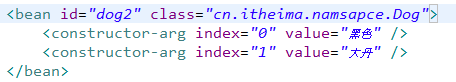 <bean id="dog2" class="cn.itheima.namsapce.Dog">
<constructor-arg index="0" value="黑色" />
<constructor-arg index="1" value="大丹" />
</bean>